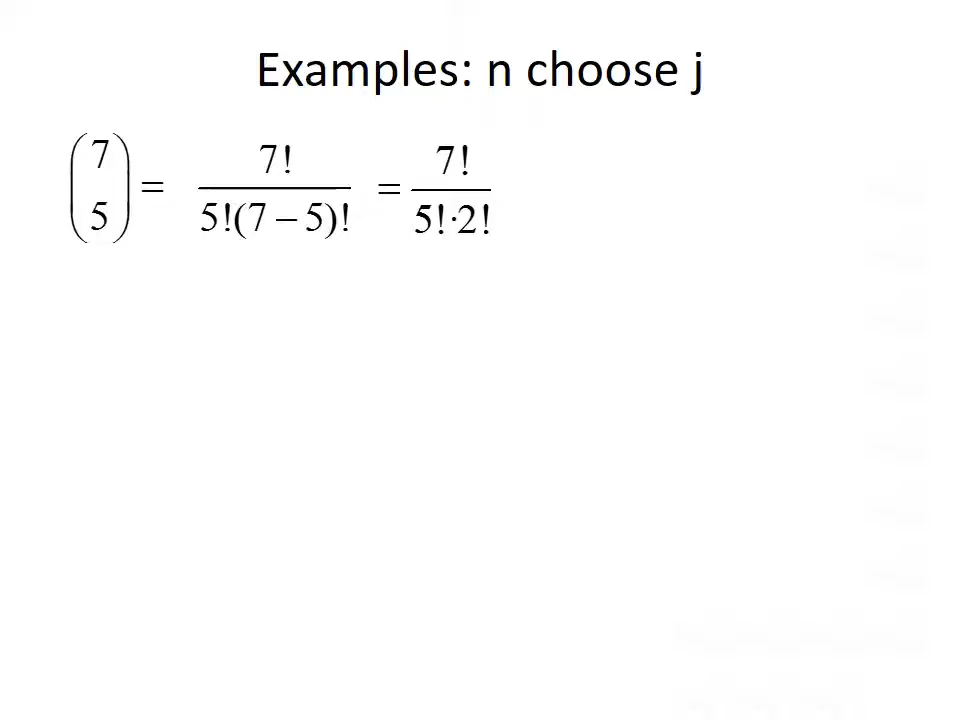 Examples: n choose j
(7 5) = 7! / 5!(7 – 5)! = 7! / 5!·2!